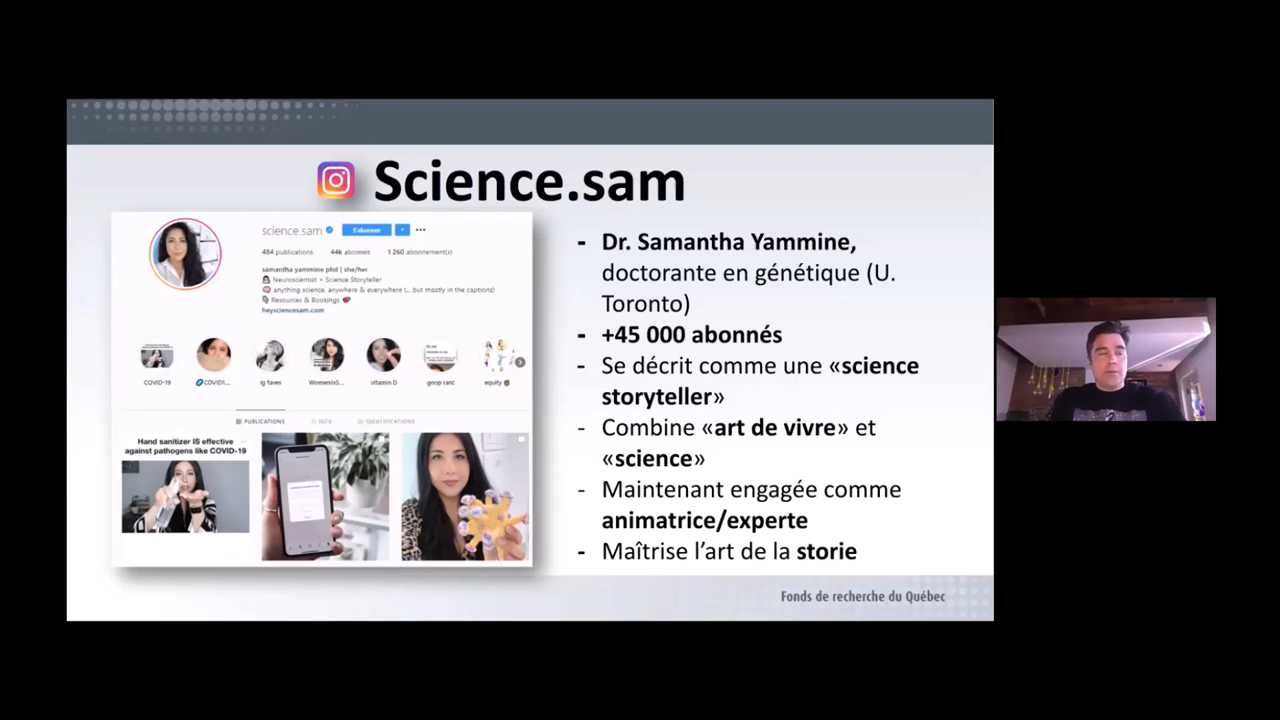 Science.sam
science.sam S'abonner
484 publications 44k abonnés 1 260 abonnement(s)
samantha yammine phd | she/her
Neuroscientist + Science Storyteller
anything science, anywhere & everywhere (... but mostly in the captions)
Resources & Bookings
heysciencesam.com
COVID-19 COVID1... ig faves WomenInS... vitamin D goop rant equity
PUBLICATIONS IGTV IDENTIFICATIONS
Hand sanitizer IS effective
against pathogens like COVID-19
- Dr. Samantha Yammine,
doctorante en génétique (U.
Toronto)
- +45 000 abonnés
- Se décrit comme une «science
storyteller»
- Combine «art de vivre» et
«science»
- Maintenant engagée comme
animatrice/experte
- Maîtrise l'art de la storie
Fonds de recherche du Québec